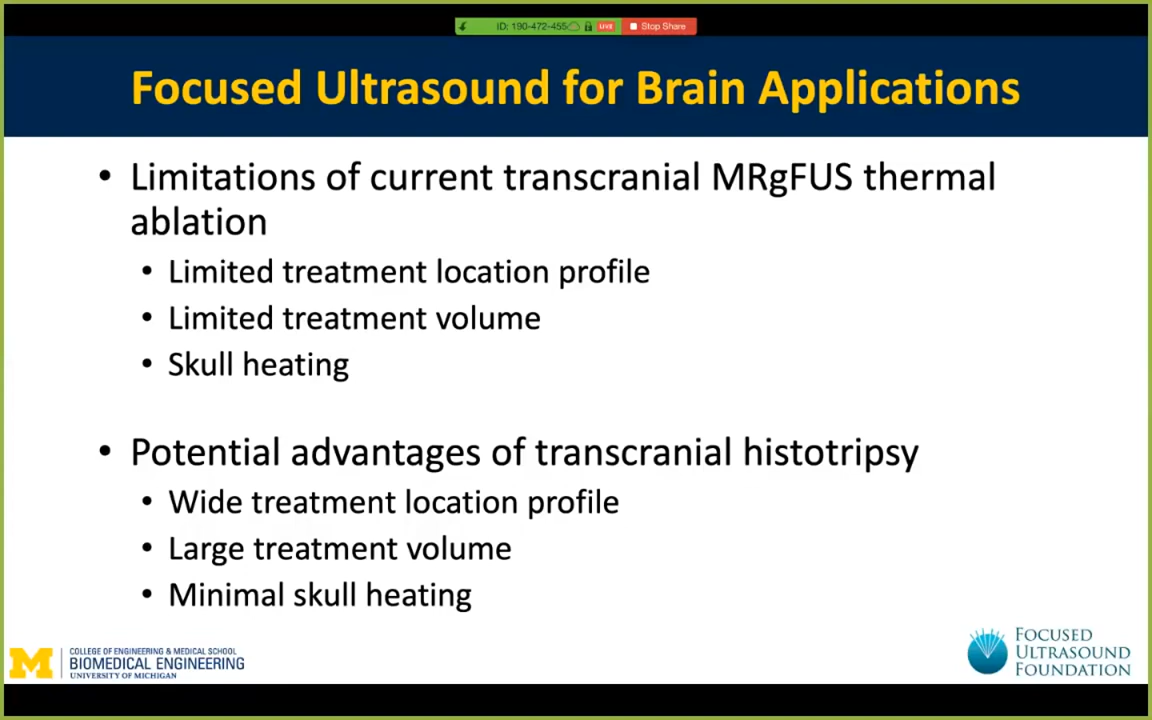 ID: 190-472-455 LIVE Stop Share
Focused Ultrasound for Brain Applications
• Limitations of current transcranial MRgFUS thermal
ablation
• Limited treatment location profile
• Limited treatment volume
• Skull heating
• Potential advantages of transcranial histotripsy
• Wide treatment location profile
• Large treatment volume
• Minimal skull heating
M
COLLEGE OF ENGINEERING & MEDICAL SCHOOL
BIOMEDICAL ENGINEERING
UNIVERSITY OF MICHIGAN
FOCUSED
ULTRASOUND
FOUNDATION